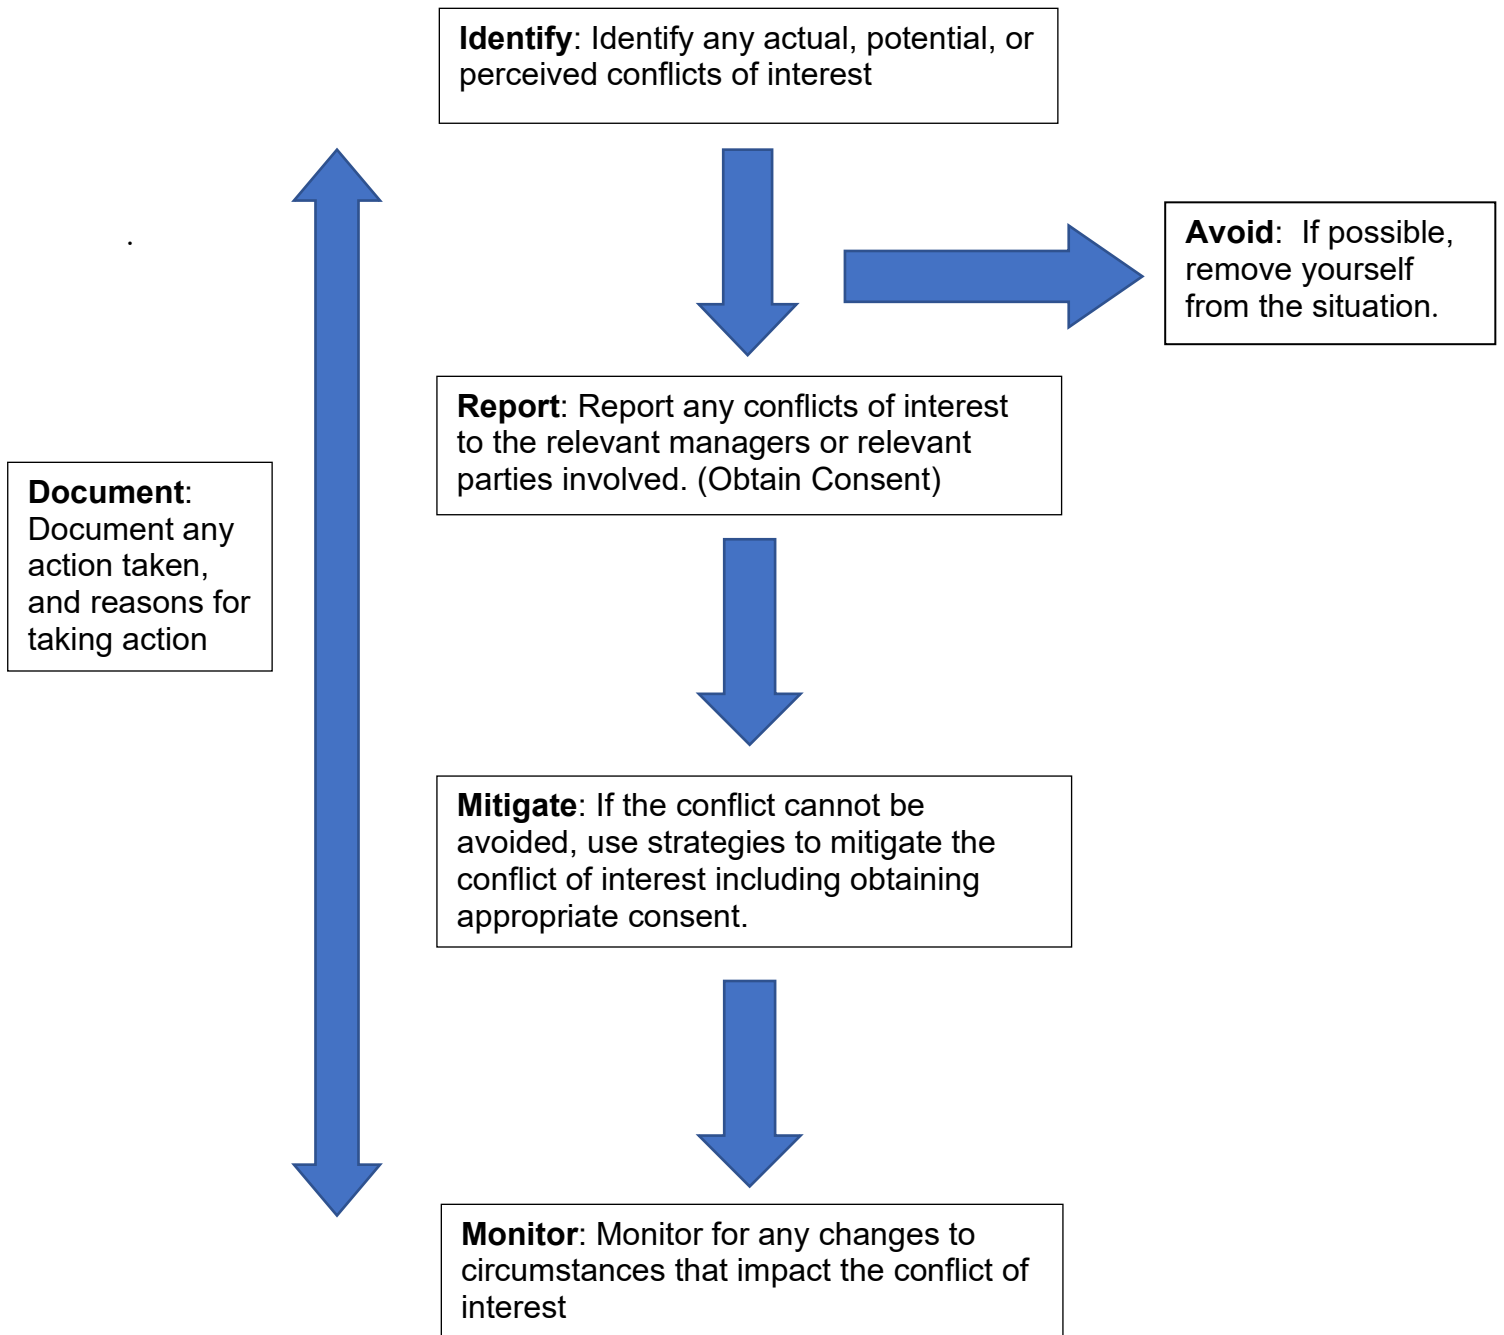 Identify: Identify any actual, potential, or
perceived conflicts of interest
.
Avoid:  If possible,
remove yourself
from the situation.
Report: Report any conflicts of interest
to the relevant managers or relevant
parties involved. (Obtain Consent)
Document:
Document any
action taken,
and reasons for
taking action
Mitigate: If the conflict cannot be
avoided, use strategies to mitigate the
conflict of interest including obtaining
appropriate consent.
Monitor: Monitor for any changes to
circumstances that impact the conflict of
interest